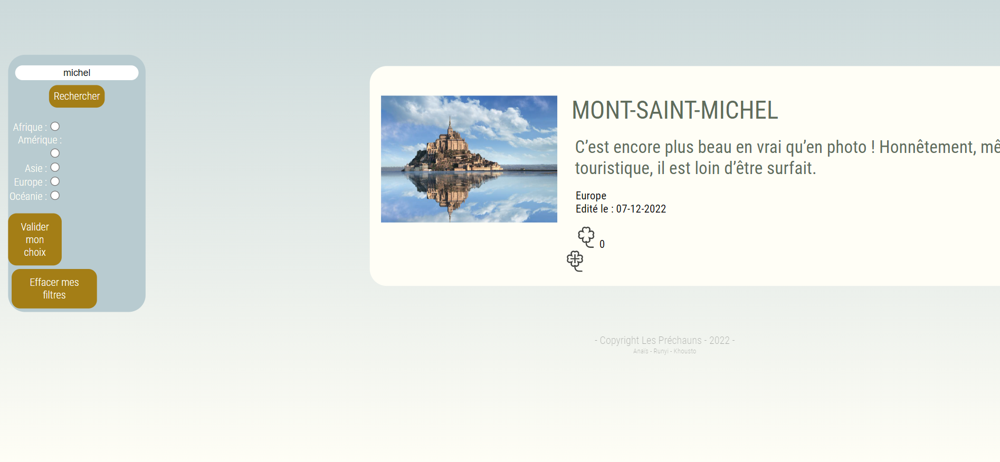 michel
Rechercher
Afrique :
Amérique :
Asie :
Europe :
Océanie :
Valider
mon
choix
Effacer mes
filtres
MONT-SAINT-MICHEL
C’est encore plus beau en vrai qu’en photo ! Honnêtement,
touristique, il est loin d’être surfait.
Europe
Edité le : 07-12-2022
0
- Copyright Les Préchauns - 2022 -
Anaïs - Runyi - Khousto